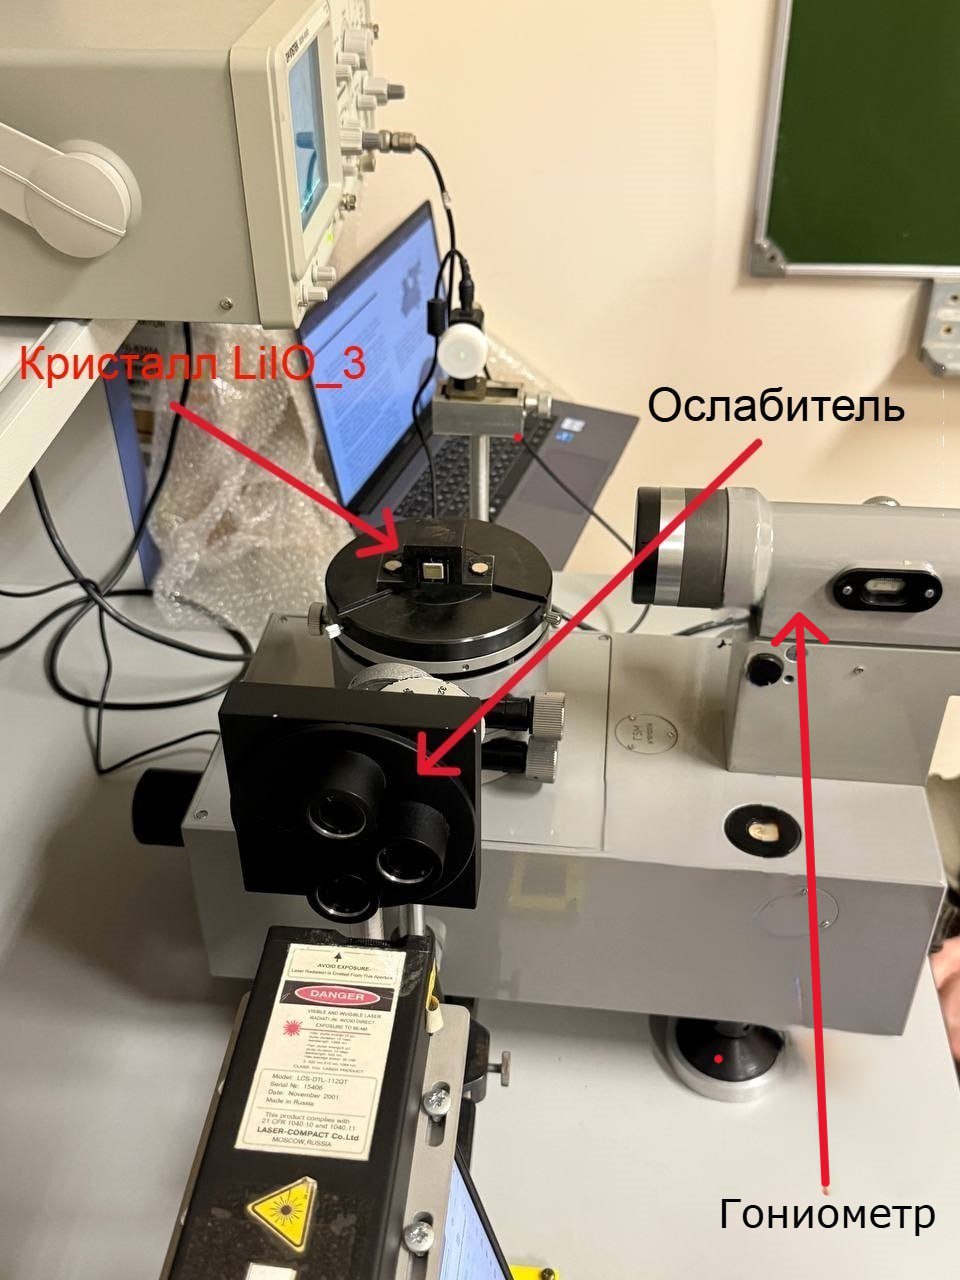 Кристалл LiIO_3
Ослабитель
AVOID EXPOSURE
Laser Radiation is Emitted From This Aperture
DANGER
VISIBLE AND INVISIBLE LASER
RADIATION, AVOID DIRECT
EXPOSURE TO BEAM
CLASS IIIb LASER PRODUCT
Model: LCS-DTL-112QT
Serial №: 15406
Date: November 2001
Made in Russia
This product complies with
21 CFR 1040.10 and 1040.11
LASER-COMPACT Co.Ltd
MOSCOW, RUSSIA
Гониометр